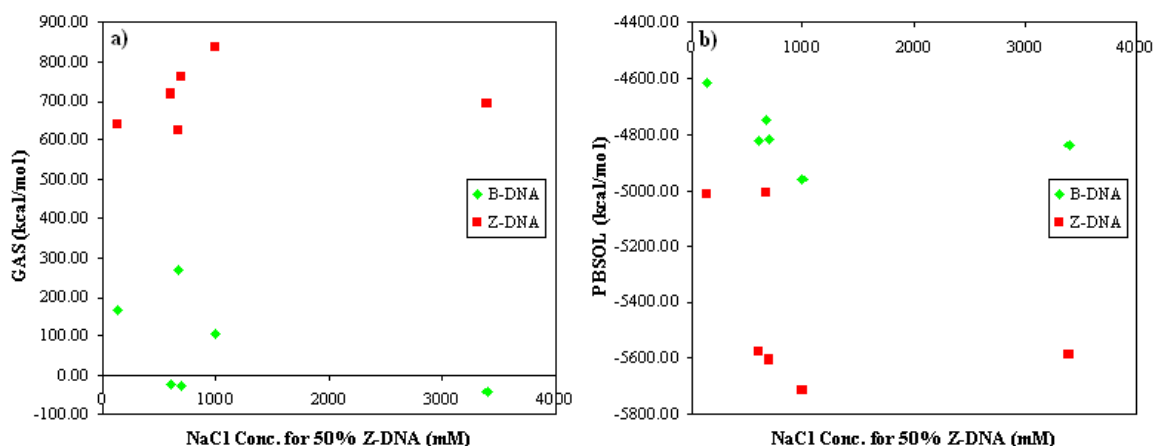 a)
900.00
800.00
700.00
600.00
500.00
400.00
300.00
200.00
100.00
0.00
-100.00
0
1000
2000
3000
4000
GAS (kcal/mol)
B-DNA
Z-DNA
NaCl Conc. for 50% Z-DNA (mM)
b)
-4400.00
-4600.00
-4800.00
-5000.00
-5200.00
-5400.00
-5600.00
-5800.00
0
1000
2000
3000
4000
PBSOL (kcal/mol)
B-DNA
Z-DNA
NaCl Conc. for 50% Z-DNA (mM)